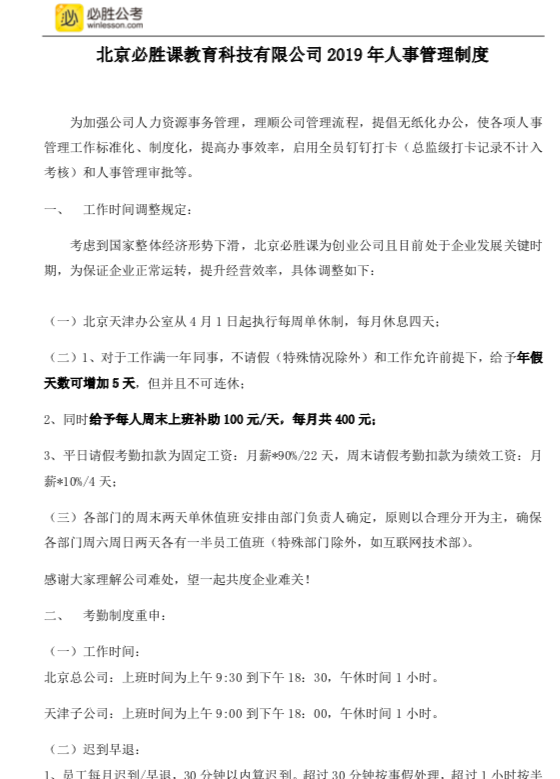 必胜公考
winlesson.com
北京必胜课教育科技有限公司 2019 年人事管理制度
为加强公司人力资源事务管理，理顺公司管理流程，提倡无纸化办公，使各项人事
管理工作标准化、制度化，提高办事效率，启用全员钉钉打卡（总监级打卡记录不计入
考核）和人事管理审批等。
一、 工作时间调整规定：
考虑到国家整体经济形势下滑，北京必胜课为创业公司且目前处于企业发展关键时
期，为保证企业正常运转，提升经营效率，具体调整如下：
（一）北京天津办公室从 4 月 1 日起执行每周单休制，每月休息四天；
（二）1、对于工作满一年同事，不请假（特殊情况除外）和工作允许前提下，给予年假
天数可增加 5 天，但并且不可连休；
2、同时给予每人周末上班补助 100 元/天，每月共 400 元；
3、平日请假考勤扣款为固定工资：月薪*90%/22 天，周末请假考勤扣款为绩效工资：月
薪*10%/4 天；
（三）各部门的周末两天单休值班安排由部门负责人确定，原则以合理分开为主，确保
各部门周六周日两天各有一半员工值班（特殊部门除外，如互联网技术部）。
感谢大家理解公司难处，望一起共度企业难关！
二、 考勤制度重申：
（一）工作时间：
北京总公司：上班时间为上午 9:30 到下午 18：30，午休时间 1 小时。
天津子公司：上班时间为上午 9:00 到下午 18：00，午休时间 1 小时。
（二）迟到早退：
1、员工每月迟到/早退，30 分钟以内算迟到。超过 30 分钟按事假处理，超过 1 小时按半